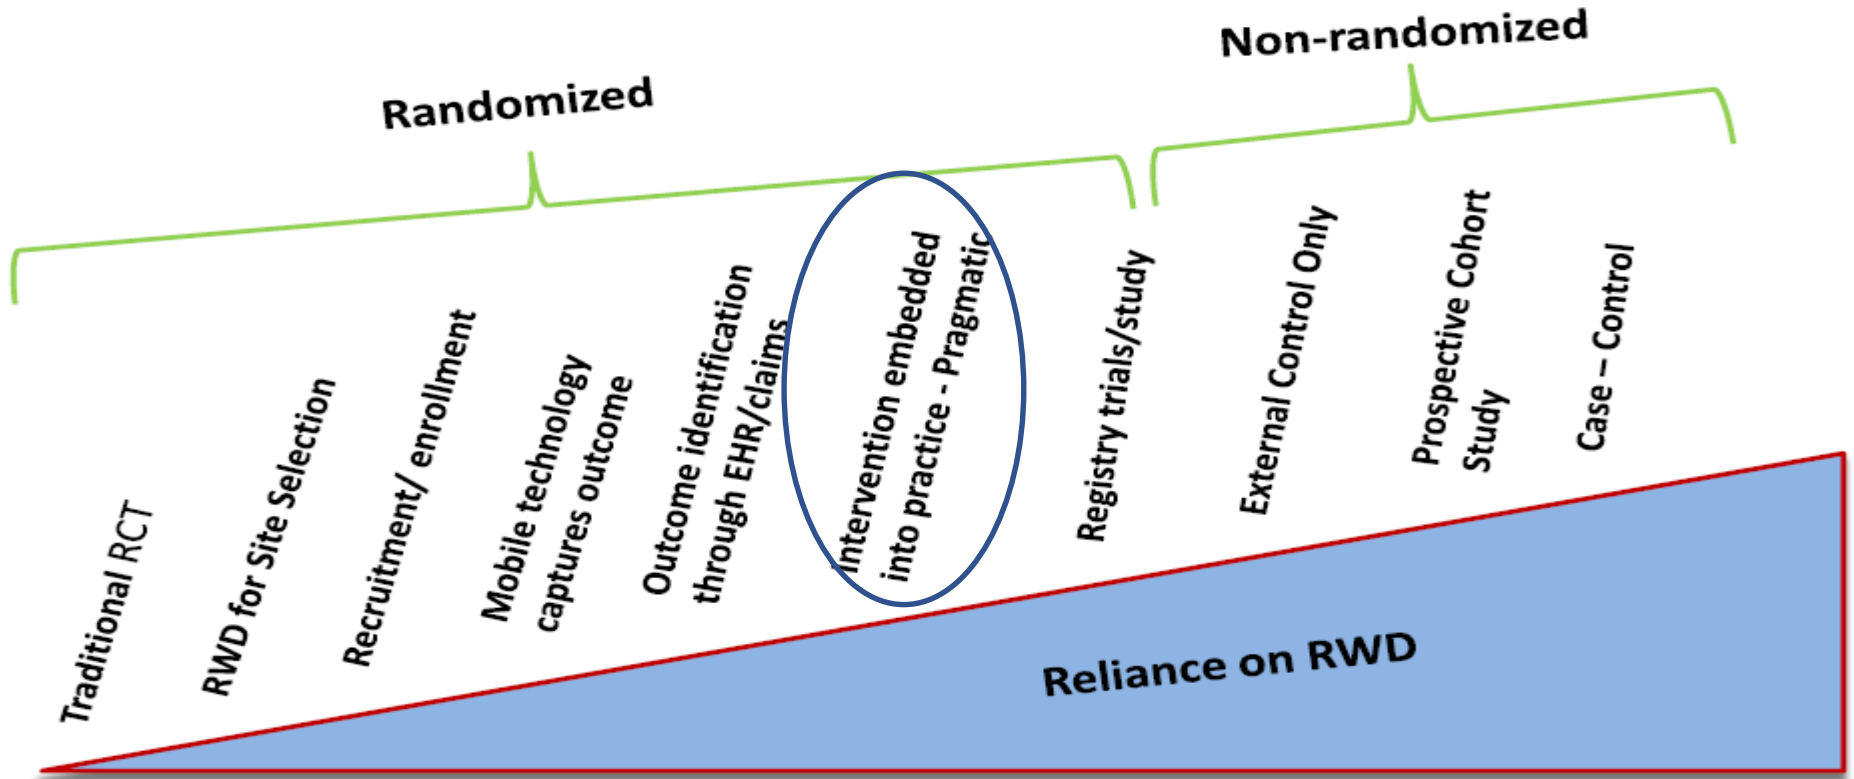 Randomized
Non-randomized
Traditional RCT
RWD for Site Selection
Recruitment/ enrollment
Mobile technology
captures outcome
Outcome identification
through EHR/claims
Intervention embedded
into practice - Pragmatic
Registry trials/study
External Control Only
Prospective Cohort
Study
Case – Control
Reliance on RWD